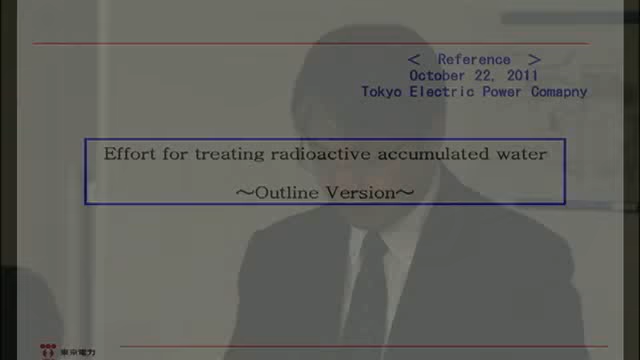 < Reference >
October 22, 2011
Tokyo Electric Power Comapny
Effort for treating radioactive accumulated water
～Outline Version～
東京電力